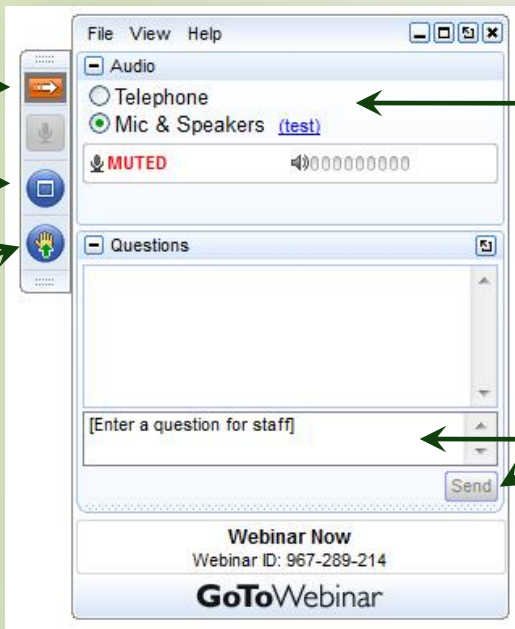 File View Help
Audio
Telephone
Mic & Speakers (test)
MUTED 000000000
Questions
[Enter a question for staff]
Send
Webinar Now
Webinar ID: 967-289-214
GoToWebinar